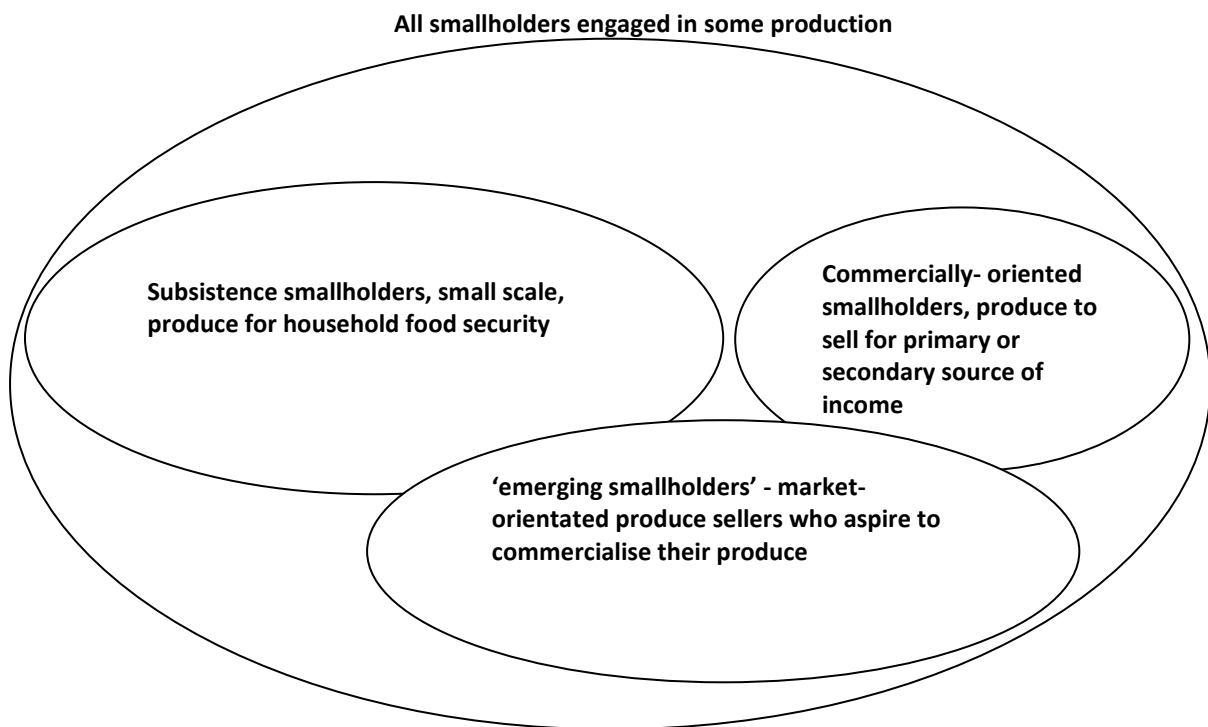 All smallholders engaged in some production
Subsistence smallholders, small scale,
produce for household food security
Commercially- oriented
smallholders, produce to
sell for primary or
secondary source of
income
‘emerging smallholders’ - market-
orientated produce sellers who aspire to
commercialise their produce